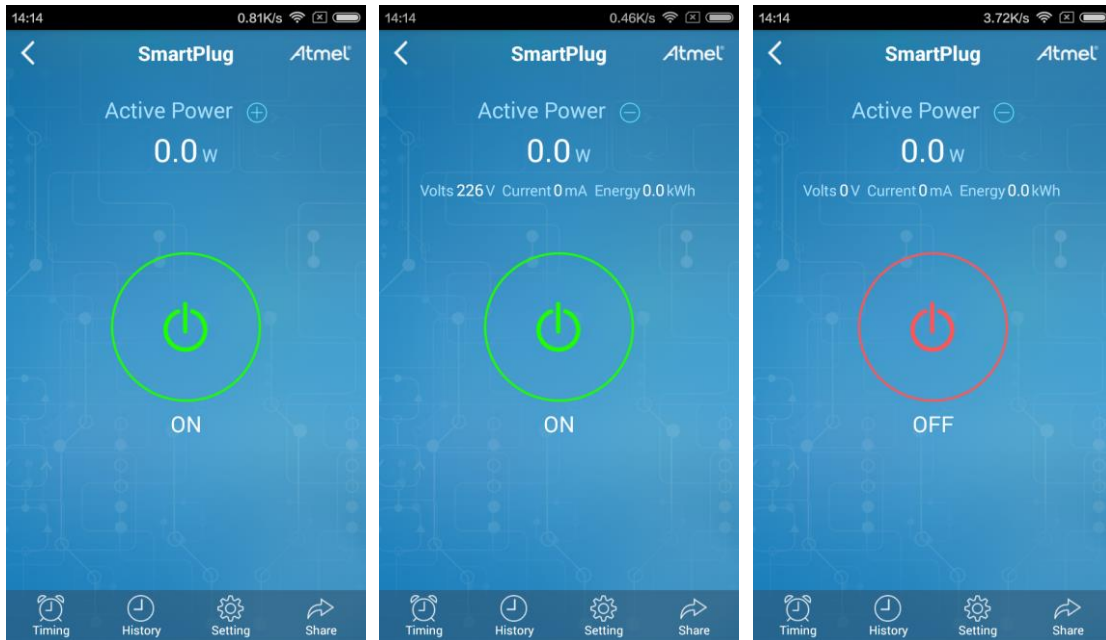 14:14 0.81K/s
SmartPlug Atmel
Active Power
0.0 W
ON
Timing History Setting Share
14:14 0.46K/s
SmartPlug Atmel
Active Power
0.0 W
Volts 226 V Current 0 mA Energy 0.0 kWh
ON
Timing History Setting Share
14:14 3.72K/s
SmartPlug Atmel
Active Power
0.0 W
Volts 0 V Current 0 mA Energy 0.0 kWh
OFF
Timing History Setting Share